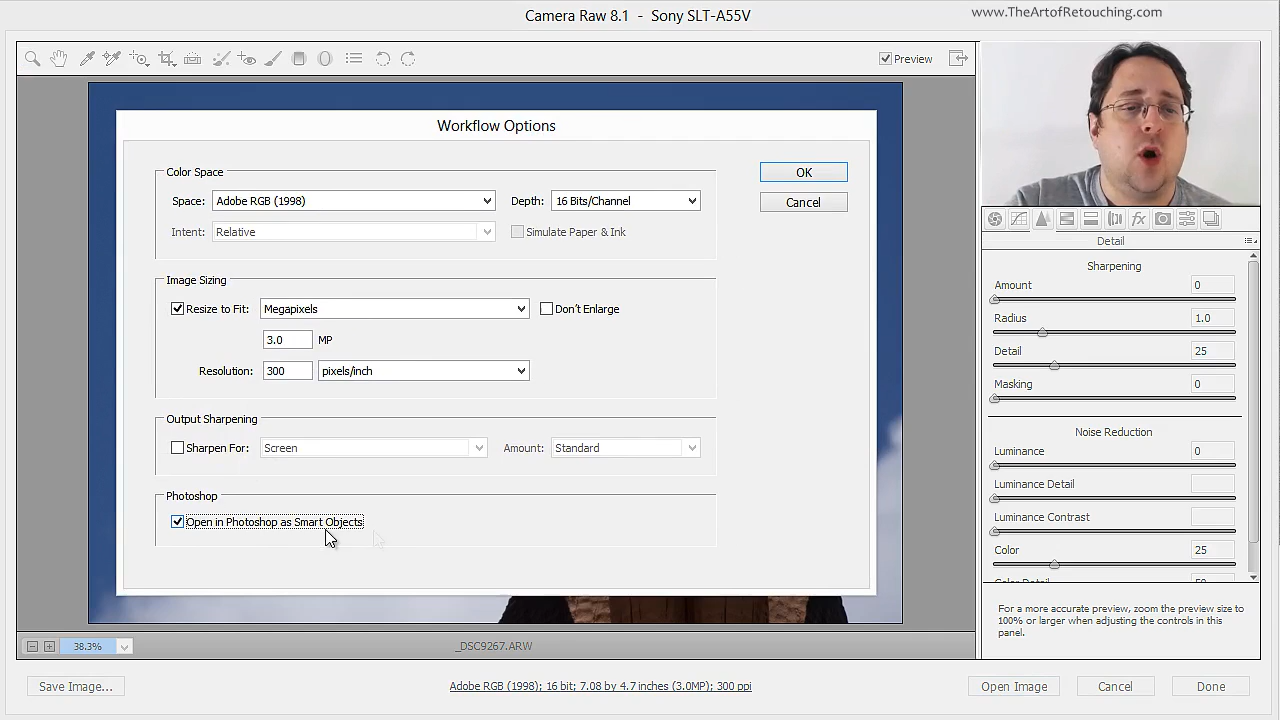 Camera Raw 8.1 - Sony SLT-A55V
www.TheArtofRetouching.com
Preview
Workflow Options
Color Space
OK
Space: Adobe RGB (1998) Depth: 16 Bits/Channel
Cancel
Intent: Relative Simulate Paper & Ink
Image Sizing
Resize to Fit: Megapixels Don't Enlarge
3.0 MP
Resolution: 300 pixels/inch
Output Sharpening
Sharpen For: Screen Amount: Standard
Photoshop
Open in Photoshop as Smart Objects
Detail
Sharpening
Amount 0
Radius 1.0
Detail 25
Masking 0
Noise Reduction
Luminance 0
Luminance Detail
Luminance Contrast
Color 25
Color Detail 50
For a more accurate preview, zoom the preview size to
100% or larger when adjusting the controls in this
panel.
38.3% _DSC9267.ARW
Save Image... Adobe RGB (1998); 16 bit; 7.08 by 4.7 inches (3.0MP); 300 ppi Open Image Cancel Done